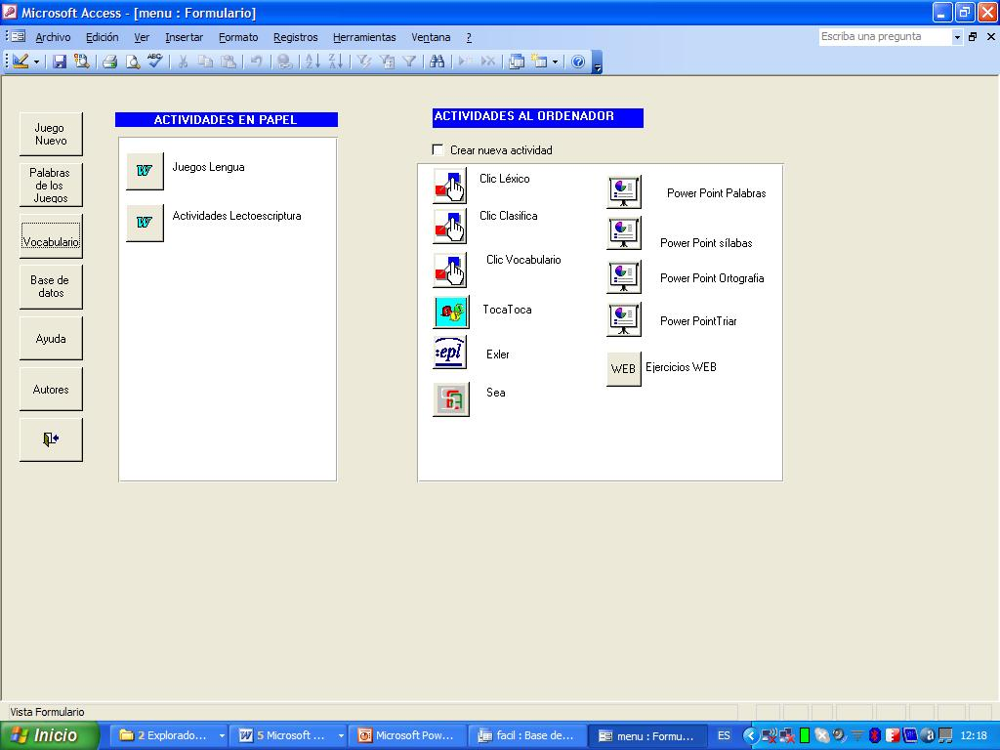 Microsoft Access - [menu : Formulario]
Archivo Edición Ver Insertar Formato Registros Herramientas Ventana ? Escriba una pregunta
ACTIVIDADES EN PAPEL
ACTIVIDADES AL ORDENADOR
Juego
Nuevo
Palabras
de los
Juegos
Vocabulario
Base de
datos
Ayuda
Autores
W Juegos Lengua
W Actividades Lectoescriptura
Crear nueva actividad
Clic Léxico
Clic Clasifica
Clic Vocabulario
TocaToca
:epl Exler
Sea
Power Point Palabras
Power Point sílabas
Power Point Ortografia
Power PointTriar
WEB Ejercicios WEB
Vista Formulario
Inicio 2 Explorado... 5 Microsoft ... Microsoft Pow... facil : Base de... menu : Formu... ES 12:18